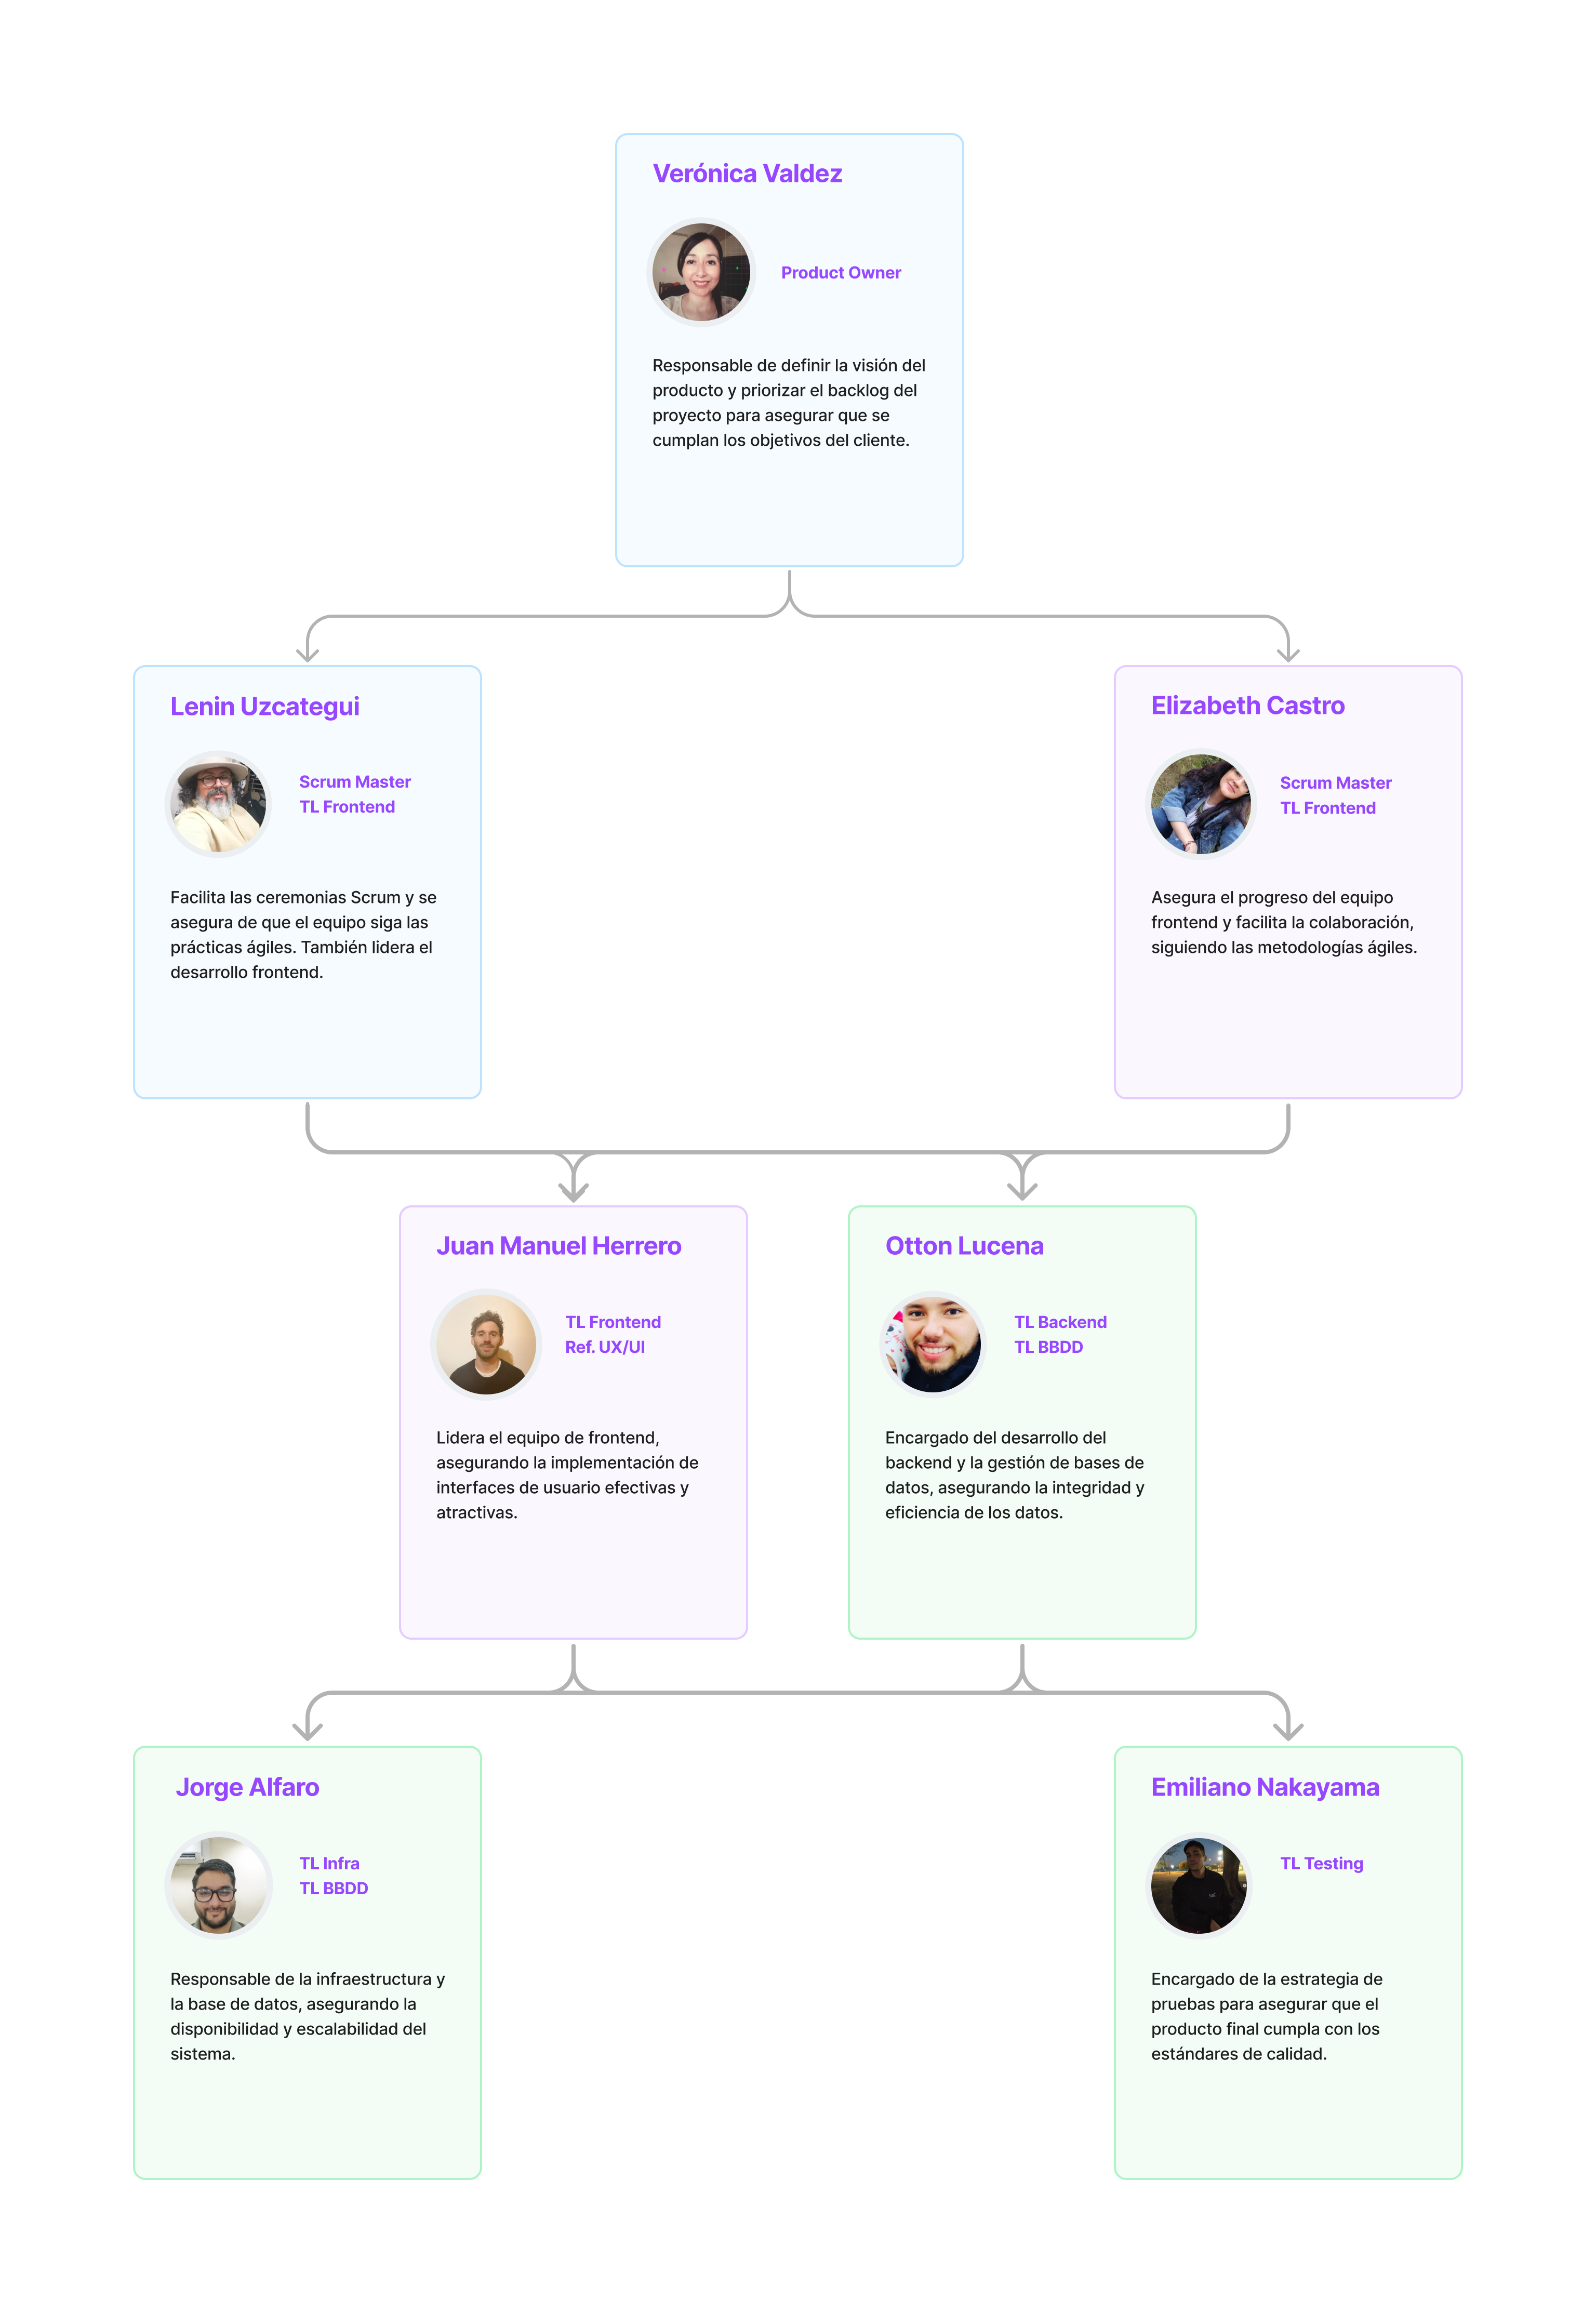 Verónica Valdez
Product Owner
Responsable de definir la visión del
producto y priorizar el backlog del
proyecto para asegurar que se
cumplan los objetivos del cliente.
Lenin Uzcategui
Scrum Master
TL Frontend
Facilita las ceremonias Scrum y se
asegura de que el equipo siga las
prácticas ágiles. También lidera el
desarrollo frontend.
Elizabeth Castro
Scrum Master
TL Frontend
Asegura el progreso del equipo
frontend y facilita la colaboración,
siguiendo las metodologías ágiles.
Juan Manuel Herrero
TL Frontend
Ref. UX/UI
Lidera el equipo de frontend,
asegurando la implementación de
interfaces de usuario efectivas y
atractivas.
Otton Lucena
TL Backend
TL BBDD
Encargado del desarrollo del
backend y la gestión de bases de
datos, asegurando la integridad y
eficiencia de los datos.
Jorge Alfaro
TL Infra
TL BBDD
Responsable de la infraestructura y
la base de datos, asegurando la
disponibilidad y escalabilidad del
sistema.
Emiliano Nakayama
TL Testing
Encargado de la estrategia de
pruebas para asegurar que el
producto final cumpla con los
estándares de calidad.